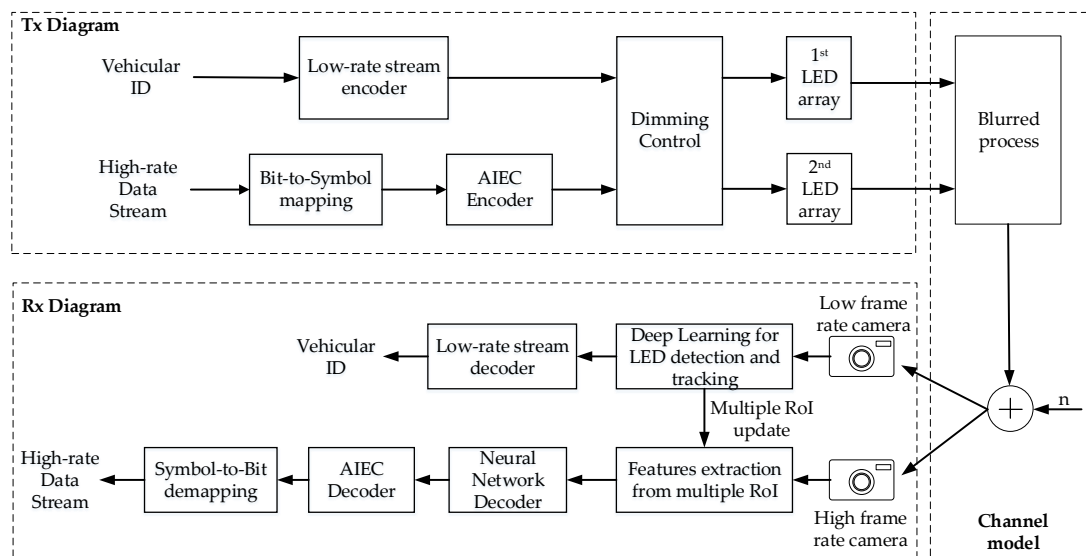 Tx Diagram
Vehicular
ID
Low-rate stream
encoder
Dimming
Control
1st
LED
array
Blurred
process
High-rate
Data
Stream
Bit-to-Symbol
mapping
AIEC
Encoder
2nd
LED
array
Rx Diagram
Vehicular
ID
Low-rate stream
decoder
Deep Learning for
LED detection and
tracking
Low frame
rate camera
n
Multiple RoI
update
High-rate
Data
Stream
Symbol-to-Bit
demapping
AIEC
Decoder
Neural
Network
Decoder
Features extraction
from multiple RoI
High frame
rate camera
Channel
model